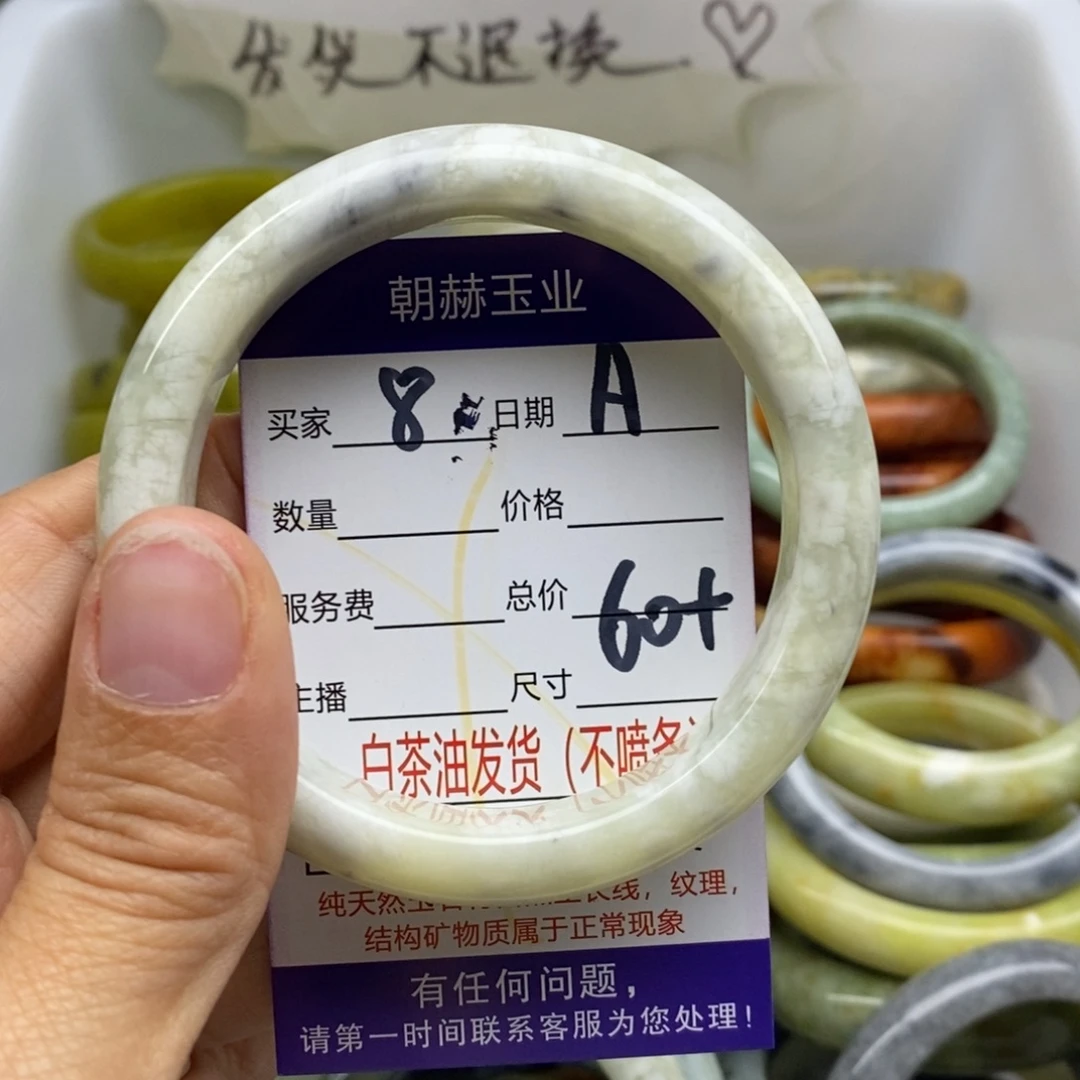 发货不退换
朝赫玉业
买家 8 日期 A
数量 价格
服务费 总价 60+
主播 尺寸
白茶油发货（不喷多
纯天然玉石 生长线，纹理，
结构矿物质属于正常现象
有任何问题，
请第一时间联系客服为您处理！